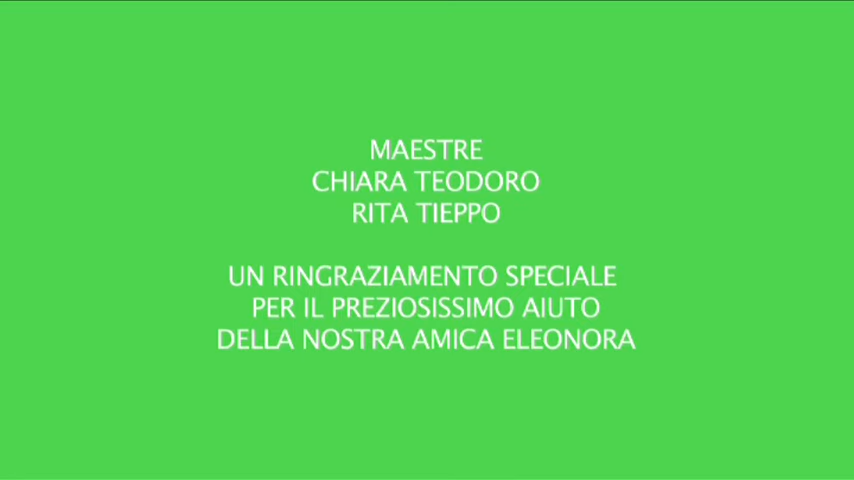 MAESTRE
CHIARA TEODORO
RITA TIEPPO
UN RINGRAZIAMENTO SPECIALE
PER IL PREZIOSISSIMO AIUTO
DELLA NOSTRA AMICA ELEONORA